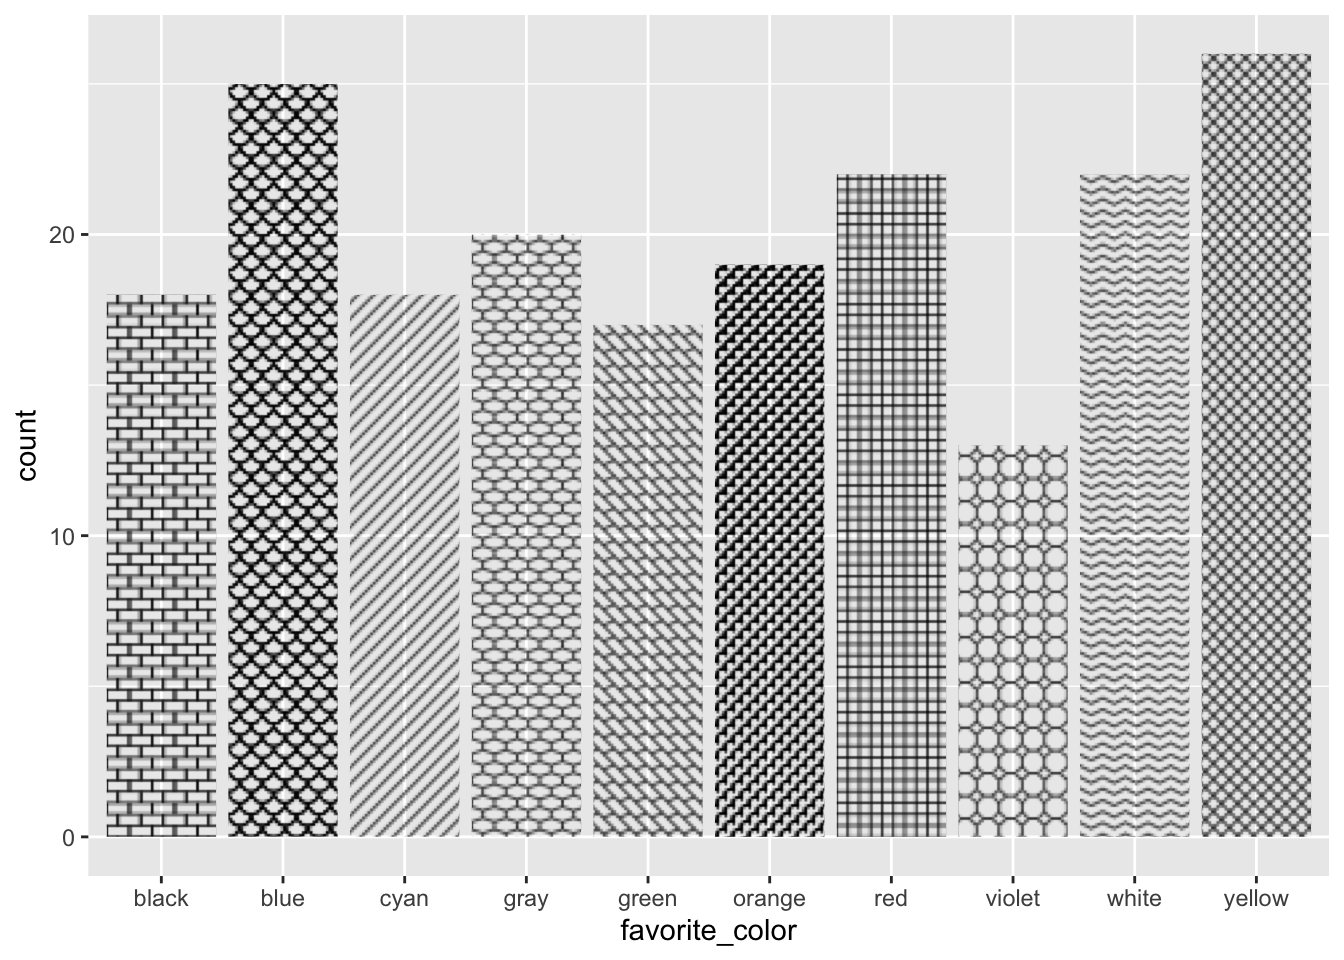 count
20
10
0
black blue cyan gray green orange red violet white yellow
favorite_color